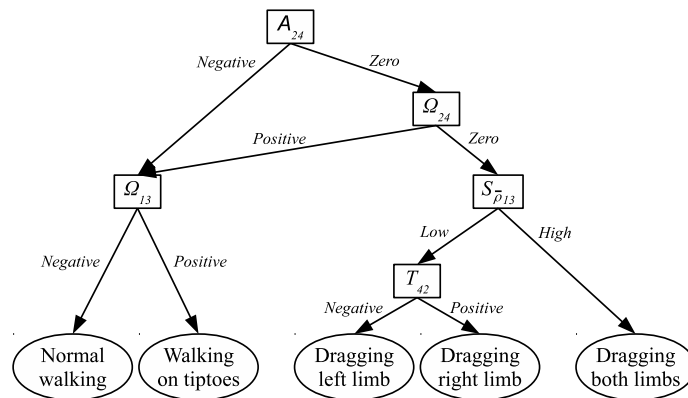 A₂₄
Negative
Zero
Ω₂₄
Positive
Zero
Ω₁₃
S_ρ̄₁₃
Low
High
Negative
Positive
T₄₂
Negative
Positive
Normal
walking
Walking
on tiptoes
Dragging
left limb
Dragging
right limb
Dragging
both limbs